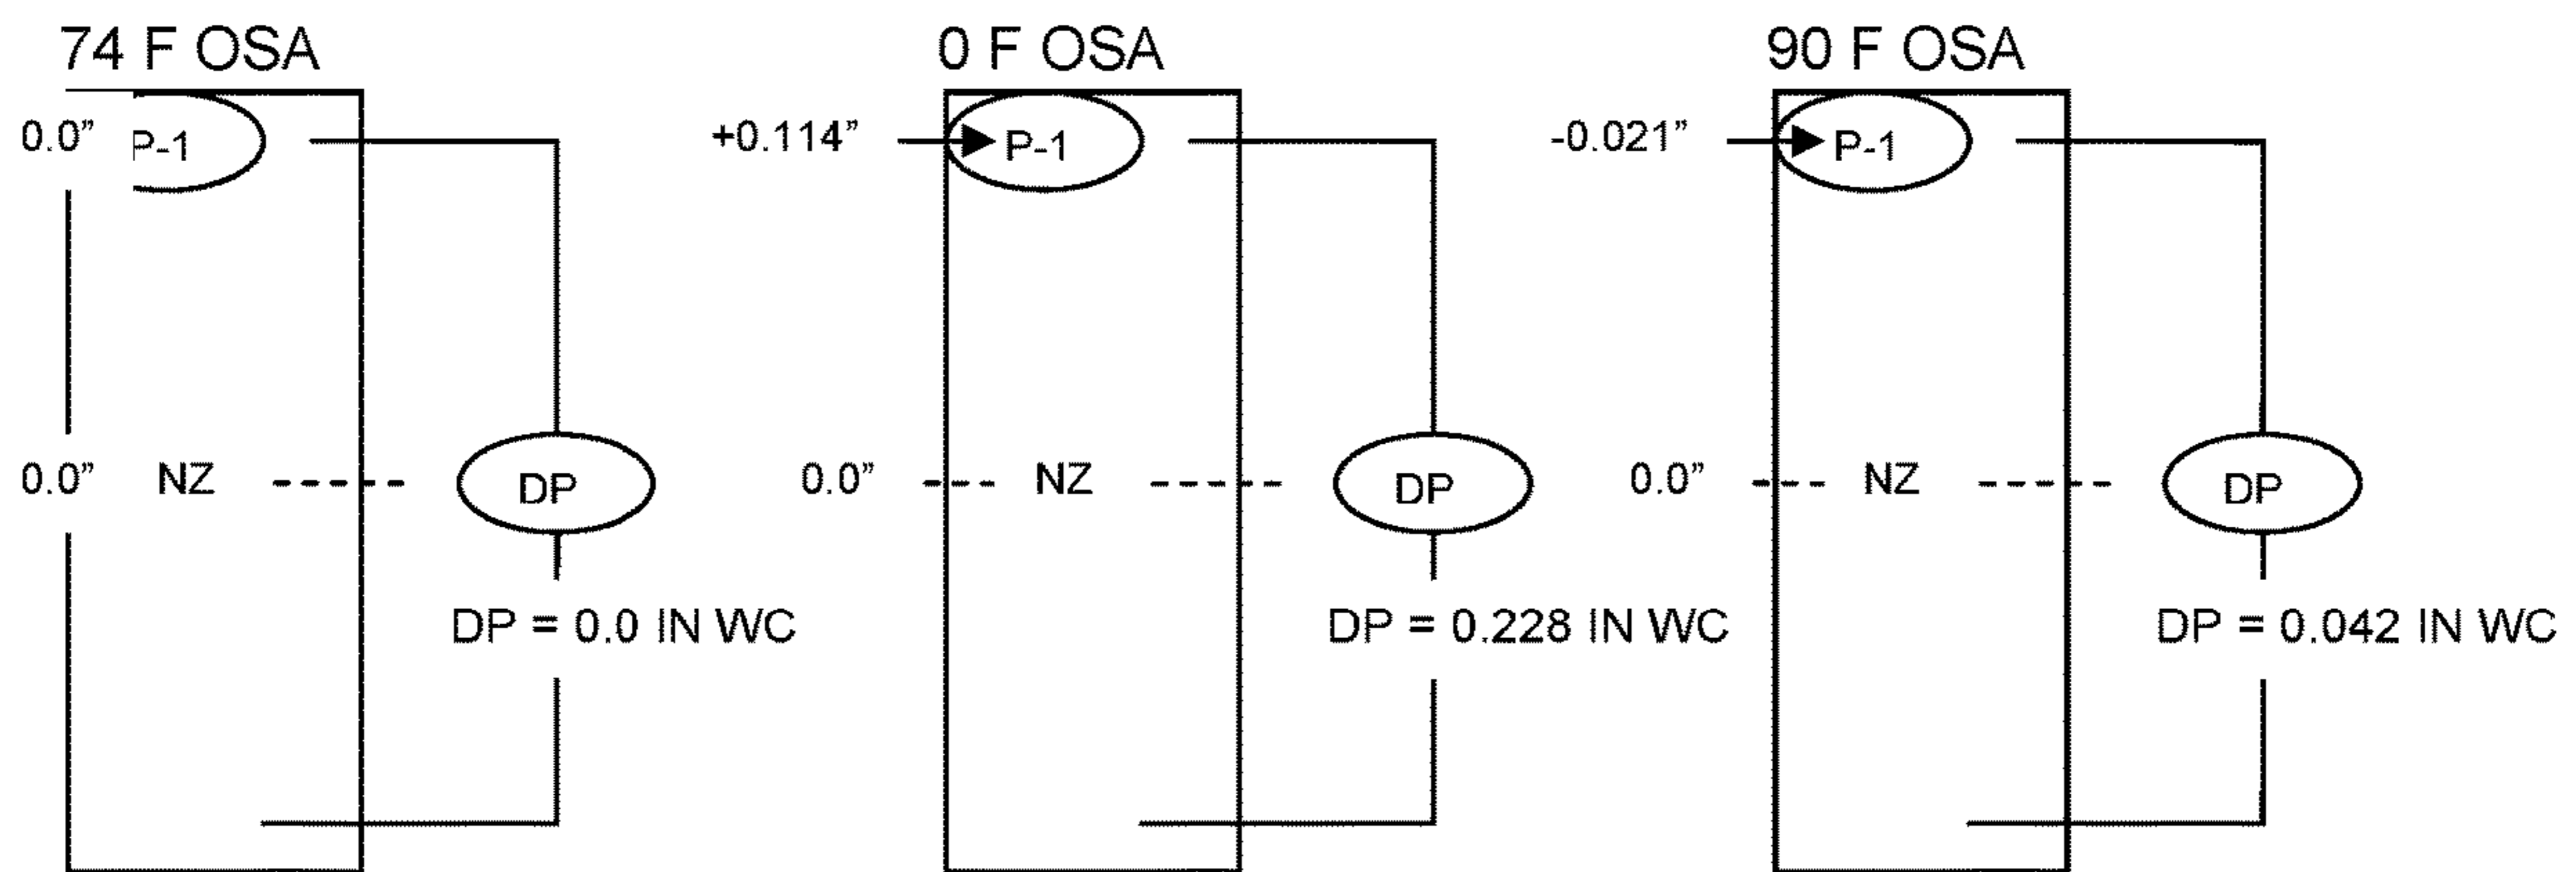 74 F OSA
0.0”
P-1
0.0”
NZ
DP
DP = 0.0 IN WC
0 F OSA
+0.114”
P-1
0.0”
NZ
DP
DP = 0.228 IN WC
90 F OSA
-0.021”
P-1
0.0”
NZ
DP
DP = 0.042 IN WC